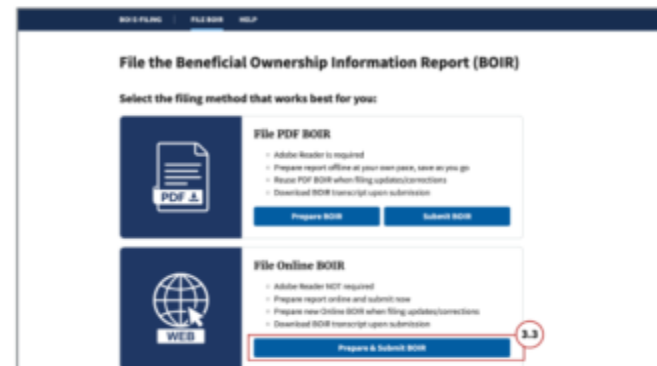 BOI E-FILING | FILE BOIR HELP
File the Beneficial Ownership Information Report (BOIR)
Select the filing method that works best for you:
PDF
File PDF BOIR
Adobe Reader is required
Prepare report offline at your own pace, save as you go
Reuse PDF BOIR when filing updates/corrections
Download BOIR transcript upon submission
Prepare BOIR
Submit BOIR
WEB
File Online BOIR
Adobe Reader NOT required
Prepare report online and submit now
Prepare new Online BOIR when filing updates/corrections
Download BOIR transcript upon submission
Prepare & Submit BOIR
3.3